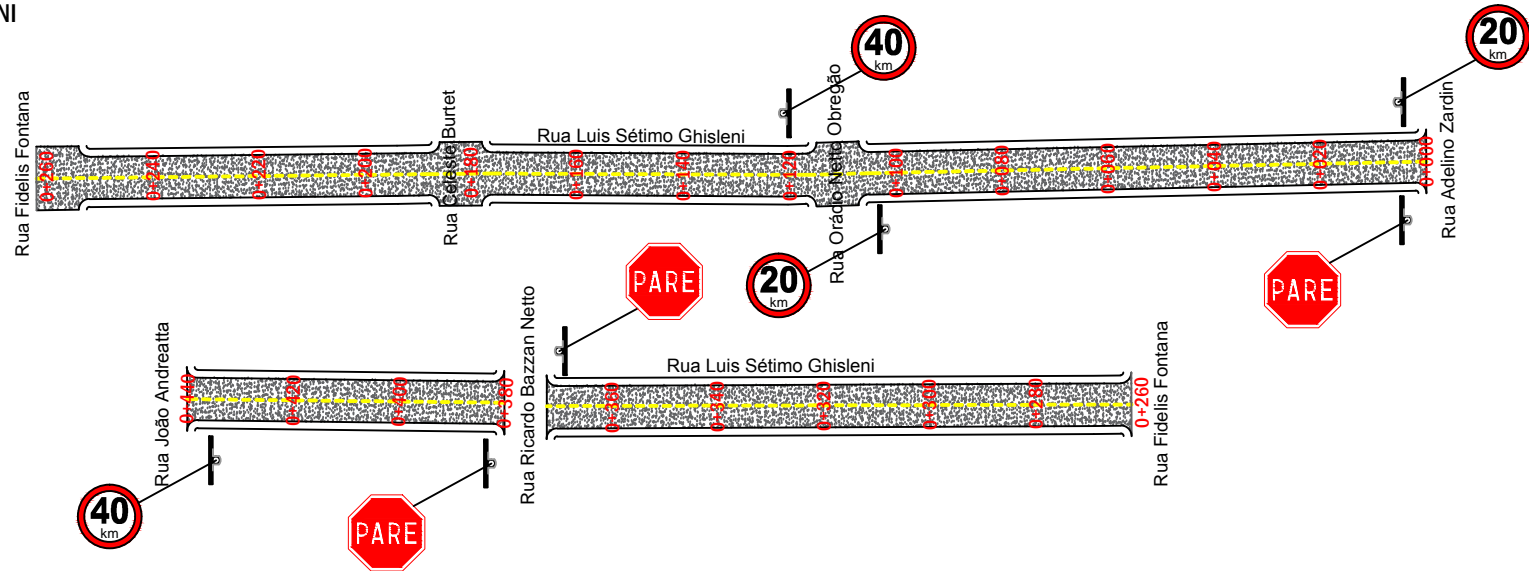 NI
40
km
20
km
Rua Fidelis Fontana
Rua Celeste Burtet
Rua Luis Sétimo Ghisleni
Rua Orádio Netto Obregão
Rua Adelino Zardin
0+260
0+240
0+220
0+200
0+180
0+160
0+140
0+120
0+100
0+080
0+060
0+040
0+020
0+000
PARE
20
km
PARE
Rua João Andreatta
Rua Ricardo Bazzan Netto
Rua Luis Sétimo Ghisleni
Rua Fidelis Fontana
0+440
0+420
0+400
0+380
0+360
0+340
0+320
0+300
0+280
0+260
40
km
PARE